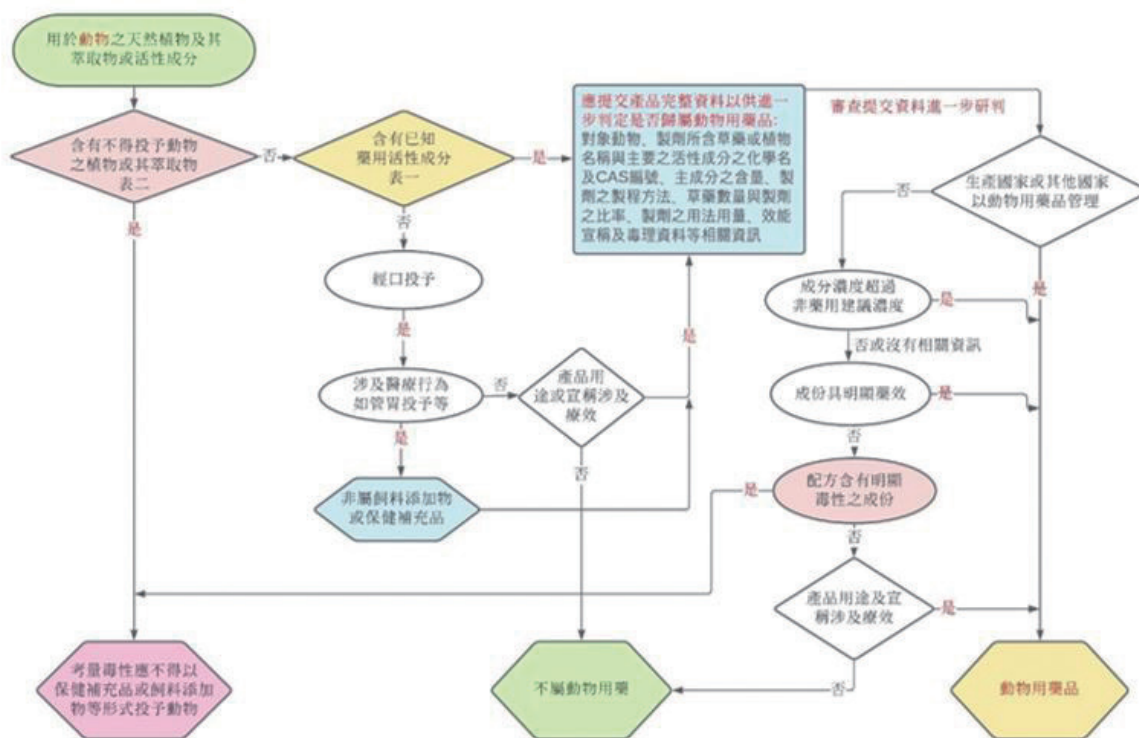 用於動物之天然植物及其
萃取物或活性成分
含有不得投予動物
之植物或其萃取物
表二
否
是
含有已知
藥用活性成分
表一
是
否
經口投予
是
涉及醫療行為
如管胃投予等
否
是
非屬飼料添加物
或保健補充品
產品用
途或宣稱涉及
療效
是
否
應提交產品完整資料以供進一
步判定是否歸屬動物用藥品:
對象動物、製劑所含草藥或植物
名稱與主要之活性成分之化學名
及CAS編號、主成分之含量、製
劑之製程方法、草藥數量與製劑
之比率、製劑之用法用量、效能
宣稱及毒理資料等相關資訊
審查提交資料進一步研判
生產國家或其他國家
以動物用藥品管理
否
是
成分濃度超過
非藥用建議濃度
是
否或沒有相關資訊
成份具明顯藥效
是
否
配方含有明顯
毒性之成份
是
否
產品用途及宣
稱涉及療效
是
否
考量毒性應不得以
保健補充品或飼料添加
物等形式投予動物
不屬動物用藥
動物用藥品